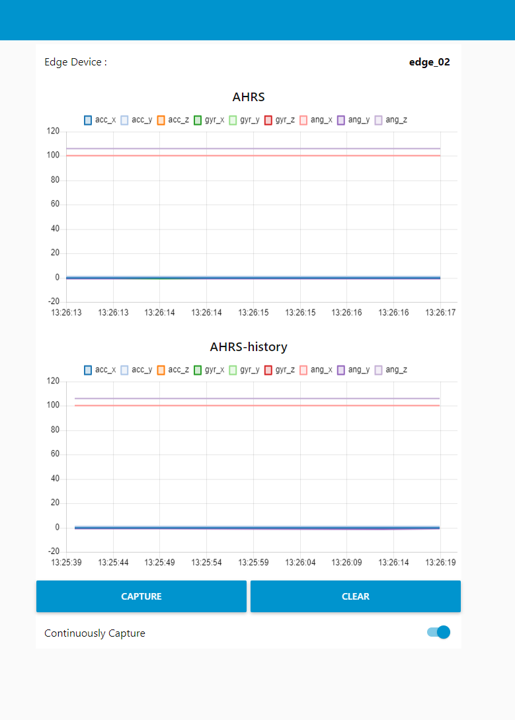 Edge Device : edge_02
AHRS
acc_x acc_y acc_z gyr_x gyr_y gyr_z ang_x ang_y ang_z
120
100
80
60
40
20
0
-20
13:26:13 13:26:13 13:26:14 13:26:14 13:26:15 13:26:15 13:26:16 13:26:16 13:26:17
AHRS-history
acc_x acc_y acc_z gyr_x gyr_y gyr_z ang_x ang_y ang_z
120
100
80
60
40
20
0
-20
13:25:39 13:25:44 13:25:49 13:25:54 13:25:59 13:26:04 13:26:09 13:26:14 13:26:19
CAPTURE CLEAR
Continuously Capture